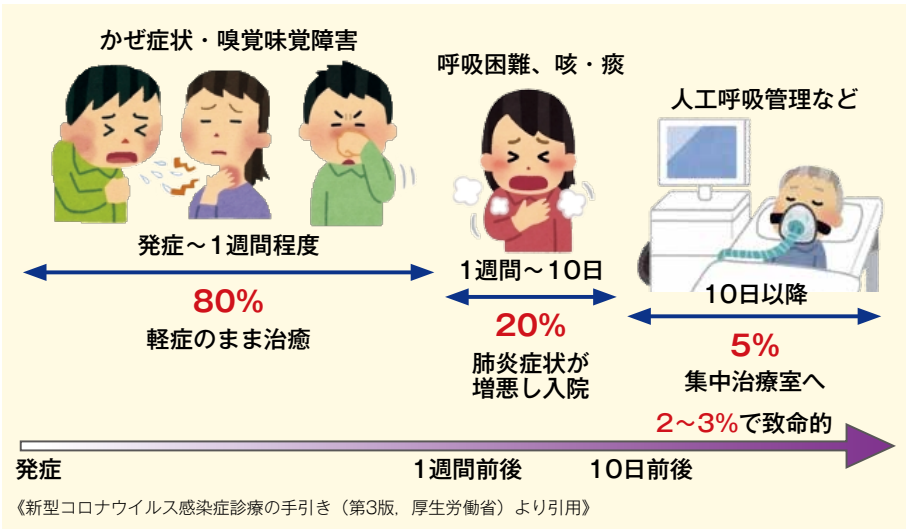 かぜ症状・嗅覚味覚障害
発症～1週間程度
80%
軽症のまま治癒
呼吸困難、咳・痰
1週間～10日
20%
肺炎症状が
増悪し入院
人工呼吸管理など
10日以降
5%
集中治療室へ
2～3%で致命的
発症
1週間前後
10日前後
《新型コロナウイルス感染症診療の手引き（第3版，厚生労働省）より引用》